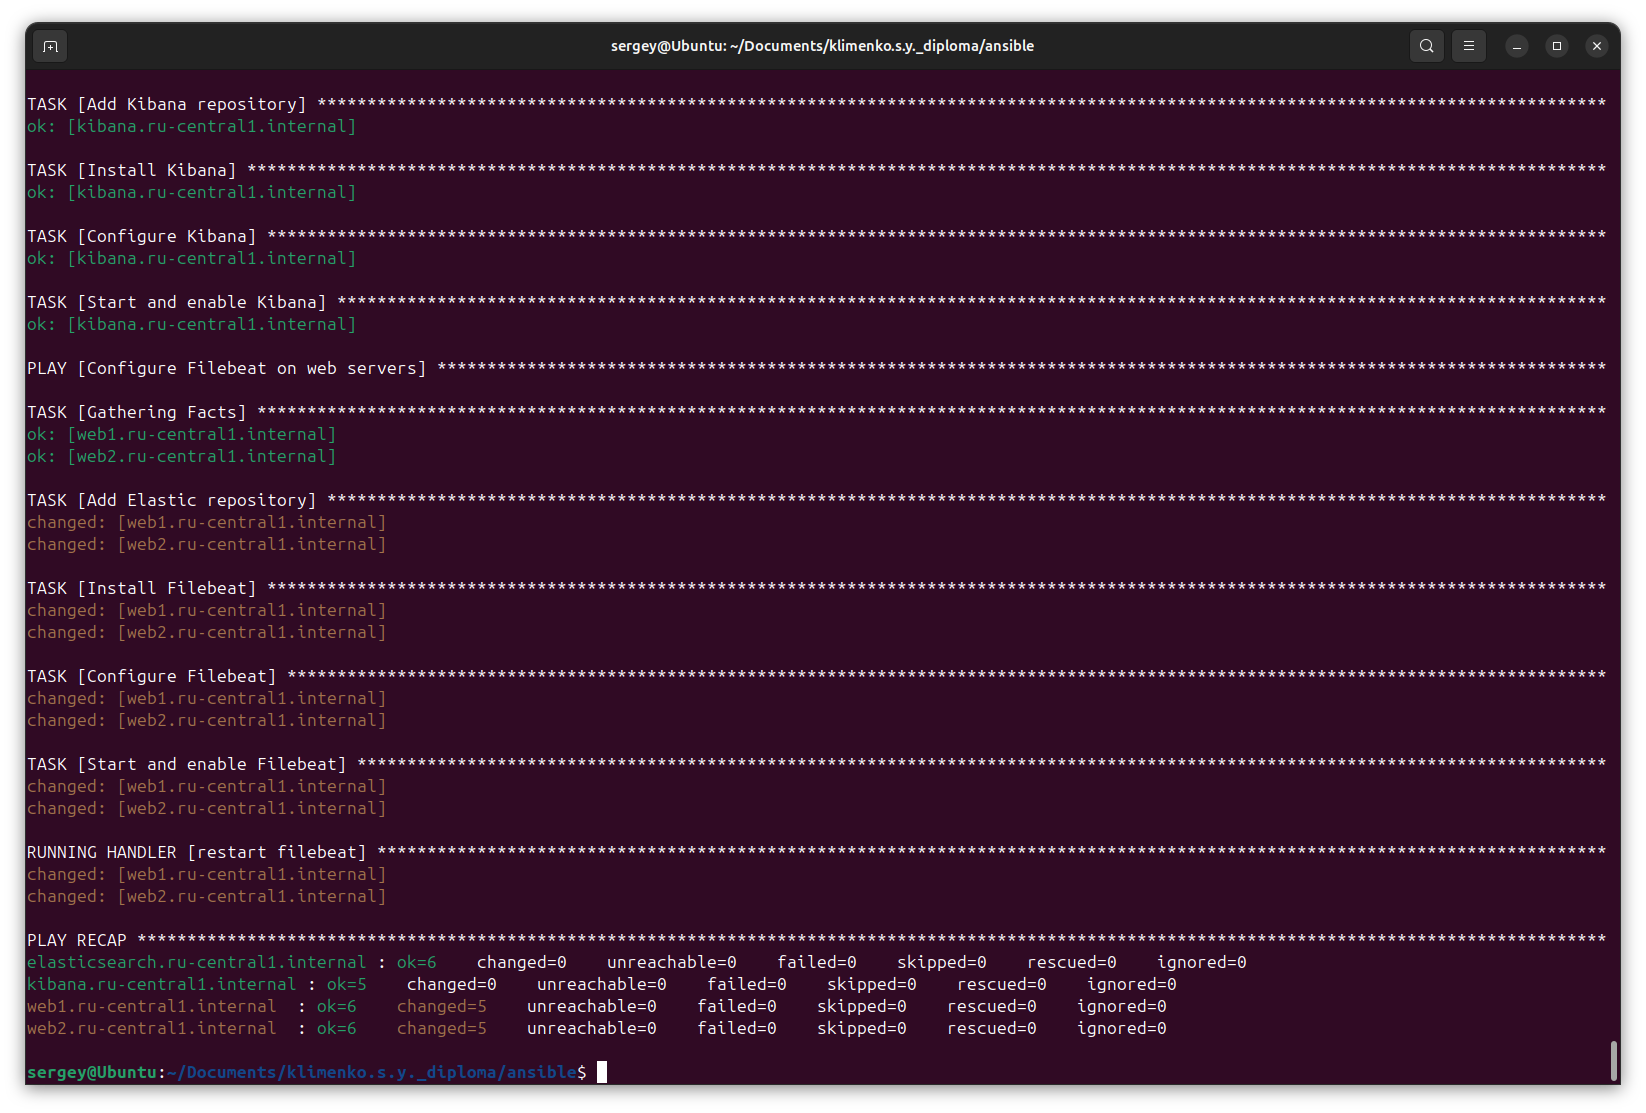 sergey@Ubuntu: ~/Documents/klimenko.s.y._diploma/ansible
TASK [Add Kibana repository] *********************************************************************************************************************************
ok: [kibana.ru-central1.internal]
TASK [Install Kibana] ****************************************************************************************************************************************
ok: [kibana.ru-central1.internal]
TASK [Configure Kibana] **************************************************************************************************************************************
ok: [kibana.ru-central1.internal]
TASK [Start and enable Kibana] *******************************************************************************************************************************
ok: [kibana.ru-central1.internal]
PLAY [Configure Filebeat on web servers] *********************************************************************************************************************
TASK [Gathering Facts] ***************************************************************************************************************************************
ok: [web1.ru-central1.internal]
ok: [web2.ru-central1.internal]
TASK [Add Elastic repository] ********************************************************************************************************************************
changed: [web1.ru-central1.internal]
changed: [web2.ru-central1.internal]
TASK [Install Filebeat] **************************************************************************************************************************************
changed: [web1.ru-central1.internal]
changed: [web2.ru-central1.internal]
TASK [Configure Filebeat] ************************************************************************************************************************************
changed: [web1.ru-central1.internal]
changed: [web2.ru-central1.internal]
TASK [Start and enable Filebeat] *****************************************************************************************************************************
changed: [web1.ru-central1.internal]
changed: [web2.ru-central1.internal]
RUNNING HANDLER [restart filebeat] ***************************************************************************************************************************
changed: [web1.ru-central1.internal]
changed: [web2.ru-central1.internal]
PLAY RECAP ***************************************************************************************************************************************************
elasticsearch.ru-central1.internal : ok=6    changed=0    unreachable=0    failed=0    skipped=0    rescued=0    ignored=0
kibana.ru-central1.internal : ok=5    changed=0    unreachable=0    failed=0    skipped=0    rescued=0    ignored=0
web1.ru-central1.internal  : ok=6    changed=5    unreachable=0    failed=0    skipped=0    rescued=0    ignored=0
web2.ru-central1.internal  : ok=6    changed=5    unreachable=0    failed=0    skipped=0    rescued=0    ignored=0
sergey@Ubuntu:~/Documents/klimenko.s.y._diploma/ansible$